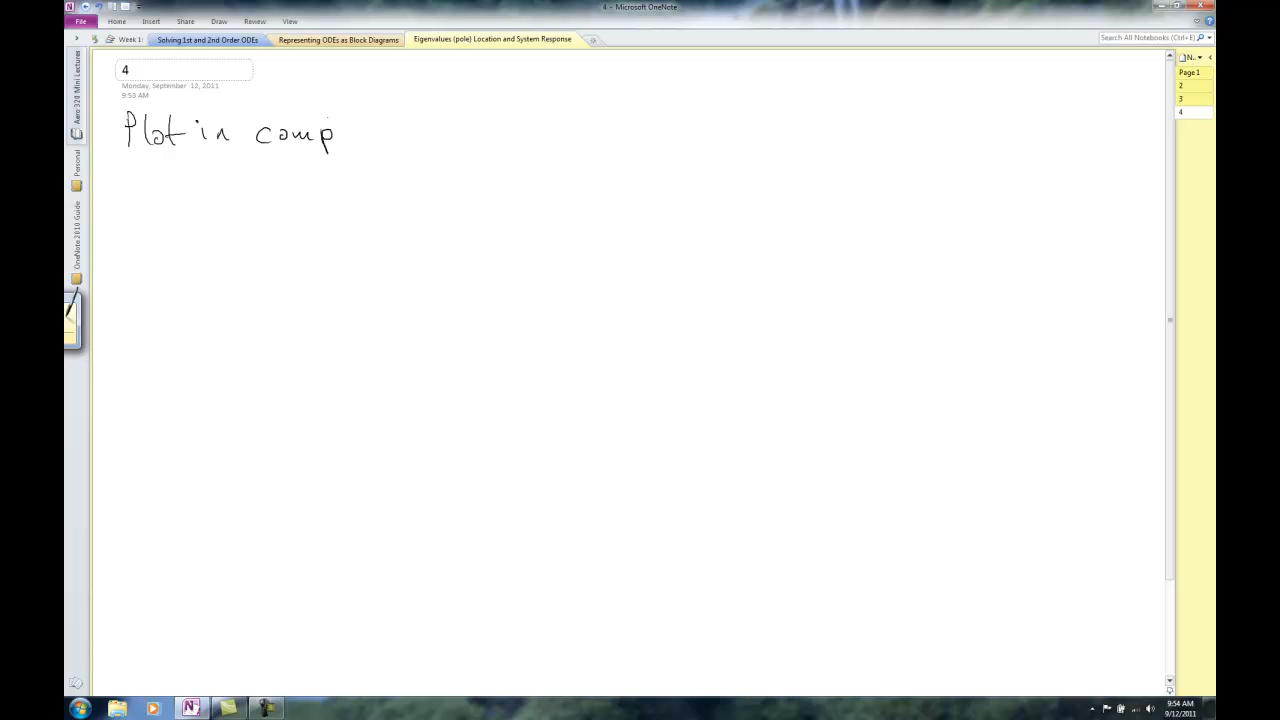 4 - Microsoft OneNote
File Home Insert Share Draw Review View
Week 1: Solving 1st and 2nd Order ODEs Representing ODEs as Block Diagrams Eigenvalues (pole) Location and System Response Search All Notebooks (Ctrl+E)
4
Monday, September 12, 2011
9:53 AM
Plot in comp
Aero 320 Mini Lectures
Personal
OneNote 2010 Guide
N..
Page 1
2
3
4
9:54 AM
9/12/2011